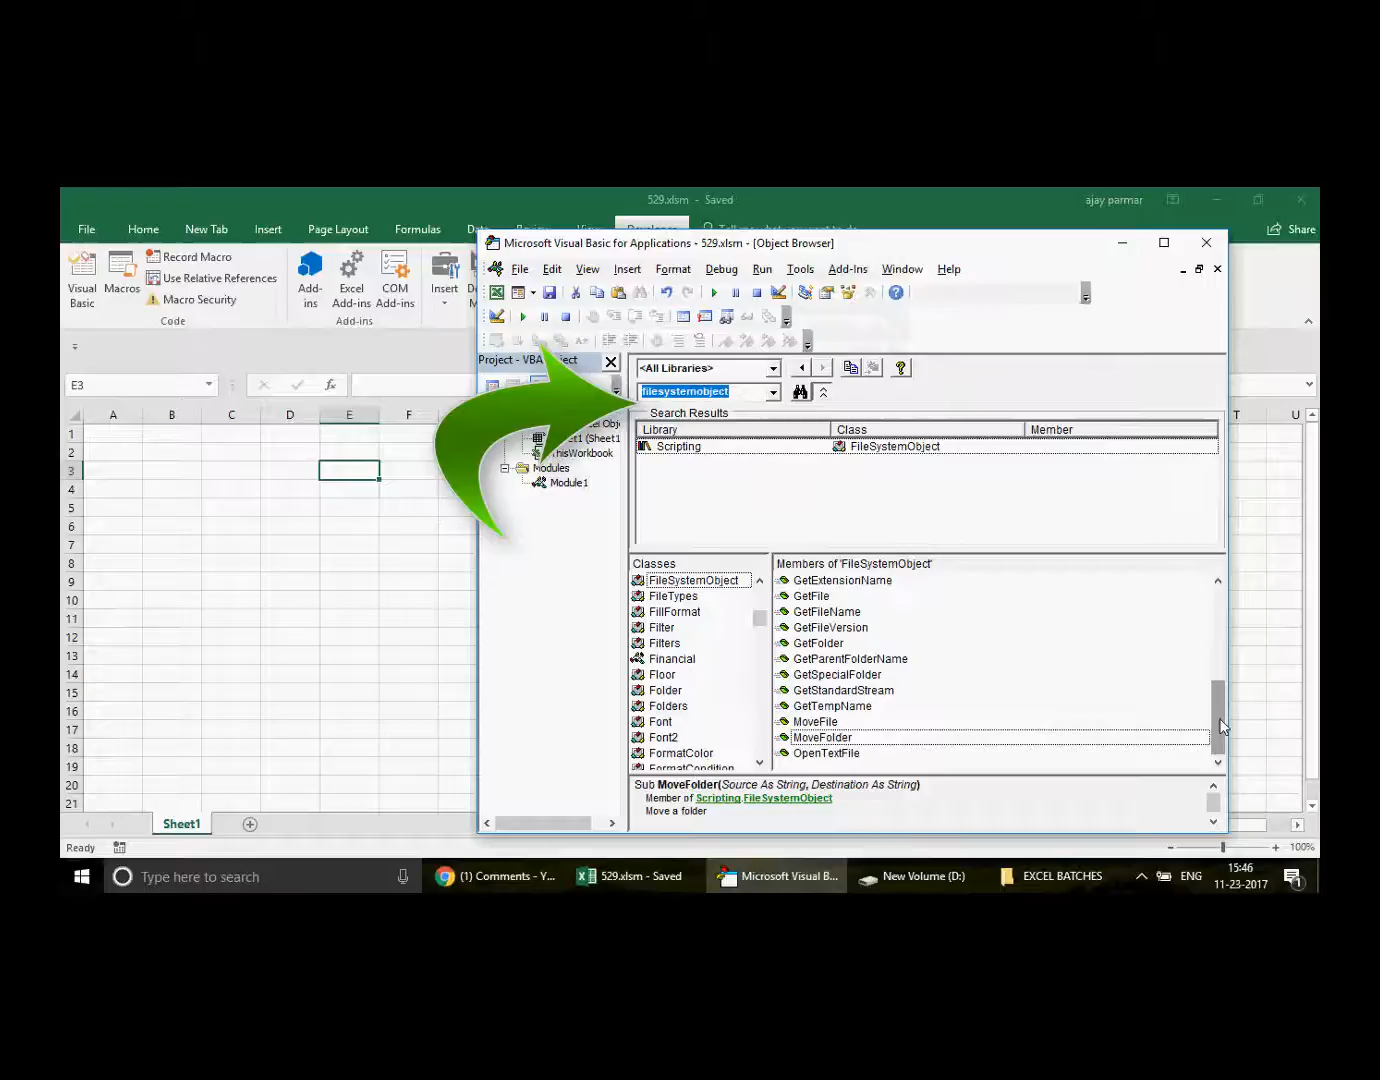 529.xlsm - Saved
ajay parmar
File Home New Tab Insert Page Layout Formulas
Share
Visual Basic
Macros
Record Macro
Use Relative References
Macro Security
Code
Add-ins
Excel Add-ins
COM Add-ins
Add-ins
Insert
E3
fx
A B C D E F T U
1
2
3
4
5
6
7
8
9
10
11
12
13
14
15
16
17
18
19
20
21
Sheet1
Ready
100%
Microsoft Visual Basic for Applications - 529.xlsm - [Object Browser]
File Edit View Insert Format Debug Run Tools Add-Ins Window Help
Project - VBA
<All Libraries>
filesystemobject
Search Results
Library Class Member
Scripting FileSystemObject
(Sheet1
ThisWorkbook
Modules
Module1
Classes
FileSystemObject
FileTypes
FillFormat
Filter
Filters
Financial
Floor
Folder
Folders
Font
Font2
FormatColor
FormatCondition
Members of 'FileSystemObject'
GetExtensionName
GetFile
GetFileName
GetFileVersion
GetFolder
GetParentFolderName
GetSpecialFolder
GetStandardStream
GetTempName
MoveFile
MoveFolder
OpenTextFile
Sub MoveFolder(Source As String, Destination As String)
Member of Scripting.FileSystemObject
Move a folder
Type here to search
(1) Comments - Y...
529.xlsm - Saved
Microsoft Visual B...
New Volume (D:)
EXCEL BATCHES
ENG
15:46
11-23-2017
1